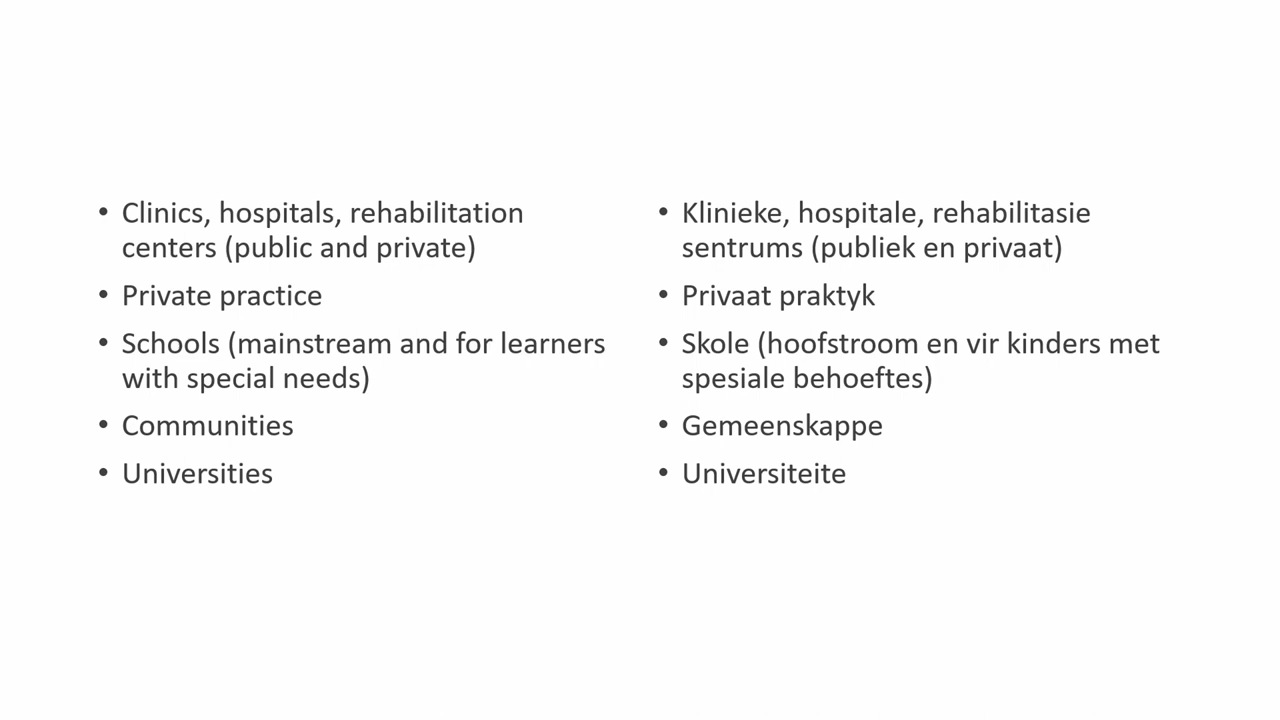 • Clinics, hospitals, rehabilitation
centers (public and private)
• Private practice
• Schools (mainstream and for learners
with special needs)
• Communities
• Universities
• Klinieke, hospitale, rehabilitasie
sentrums (publiek en privaat)
• Privaat praktyk
• Skole (hoofstroom en vir kinders met
spesiale behoeftes)
• Gemeenskappe
• Universiteite